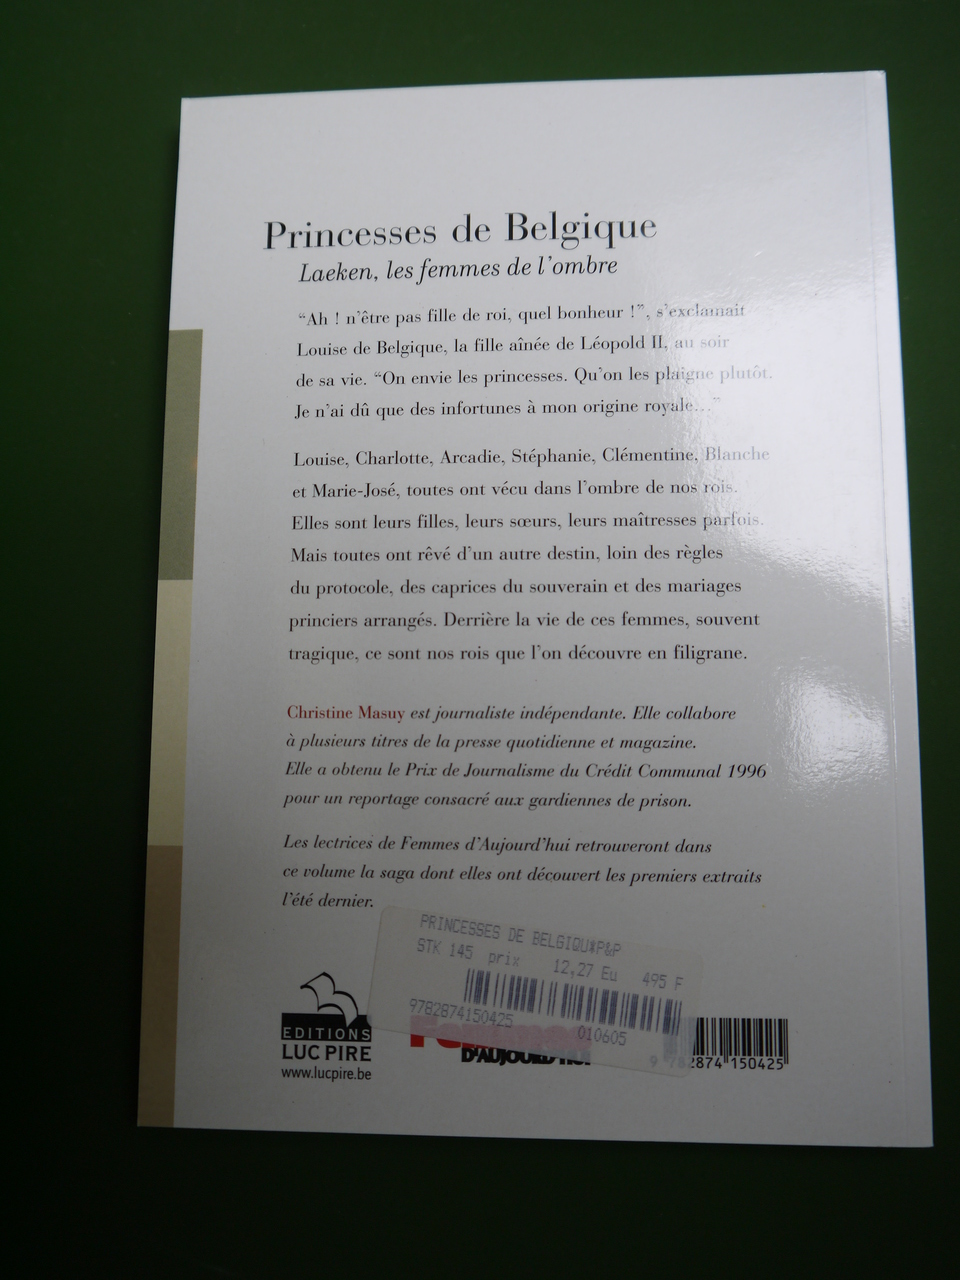 Princesses de Belgique
Laeken, les femmes de l'ombre
“Ah ! n'être pas fille de roi, quel bonheur !”, s'exclamait
Louise de Belgique, la fille aînée de Léopold II, au soir
de sa vie. “On envie les princesses. Qu'on les plaigne plutôt.
Je n'ai dû que des infortunes à mon origine royale...”
Louise, Charlotte, Arcadie, Stéphanie, Clémentine, Blanche
et Marie-José, toutes ont vécu dans l'ombre de nos rois.
Elles sont leurs filles, leurs sœurs, leurs maîtresses parfois.
Mais toutes ont rêvé d'un autre destin, loin des règles
du protocole, des caprices du souverain et des mariages
princiers arrangés. Derrière la vie de ces femmes, souvent
tragique, ce sont nos rois que l'on découvre en filigrane.
Christine Masuy est journaliste indépendante. Elle collabore
à plusieurs titres de la presse quotidienne et magazine.
Elle a obtenu le Prix de Journalisme du Crédit Communal 1996
pour un reportage consacré aux gardiennes de prison.
Les lectrices de Femmes d'Aujourd'hui retrouveront dans
ce volume la saga dont elles ont découvert les premiers extraits
l'été dernier.
PRINCESSES DE BELGIQU*P&P
STK 145 prix 12,27 Eu 495 F
9782874150425 010605
EDITIONS
LUC PIRE
www.lucpire.be
D'AUJOURD'HUI
9 782874 150425